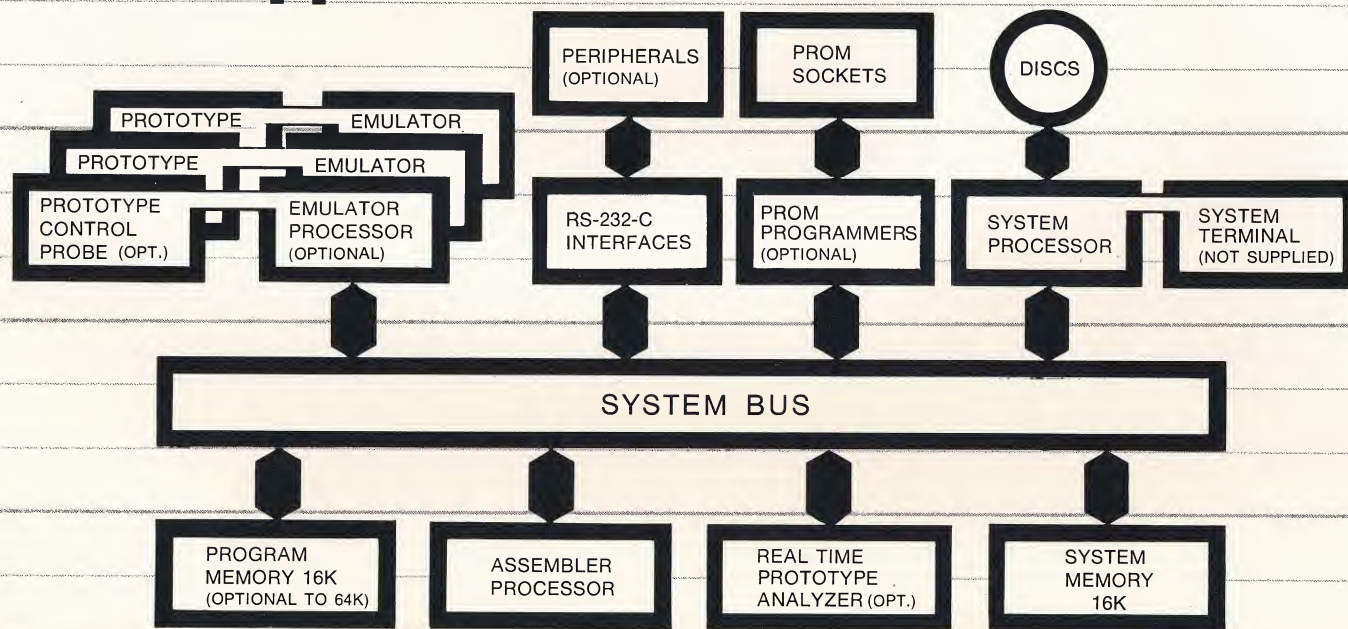 PERIPHERALS
(OPTIONAL)
PROM
SOCKETS
DISCS
PROTOTYPE
EMULATOR
PROTOTYPE
EMULATOR
PROTOTYPE
CONTROL
PROBE (OPT.)
EMULATOR
PROCESSOR
(OPTIONAL)
RS-232-C
INTERFACES
PROM
PROGRAMMERS
(OPTIONAL)
SYSTEM
PROCESSOR
SYSTEM
TERMINAL
(NOT SUPPLIED)
SYSTEM BUS
PROGRAM
MEMORY 16K
(OPTIONAL TO 64K)
ASSEMBLER
PROCESSOR
REAL TIME
PROTOTYPE
ANALYZER (OPT.)
SYSTEM
MEMORY
16K